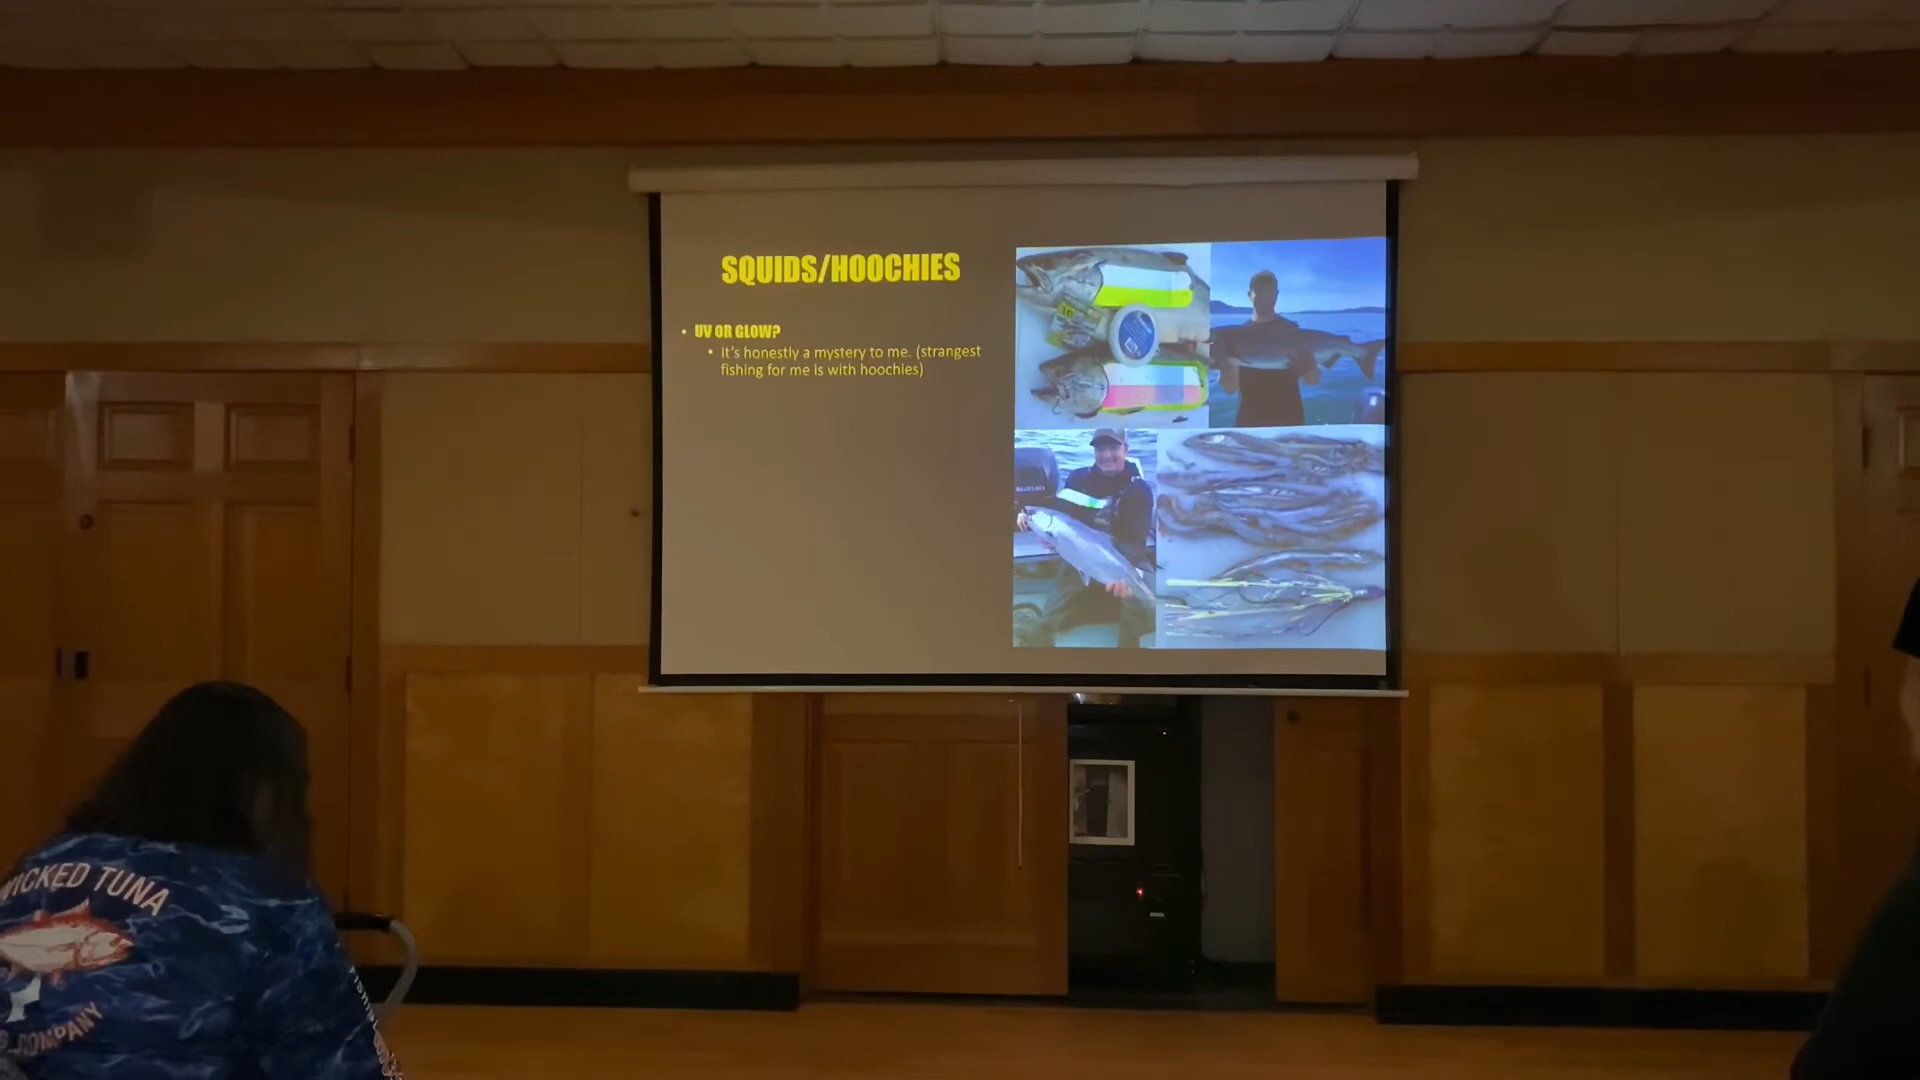 SQUIDS/HOOCHIES
• UV OR GLOW?
• It's honestly a mystery to me. (strangest
fishing for me is with hoochies)
WICKED TUNA
COMPANY